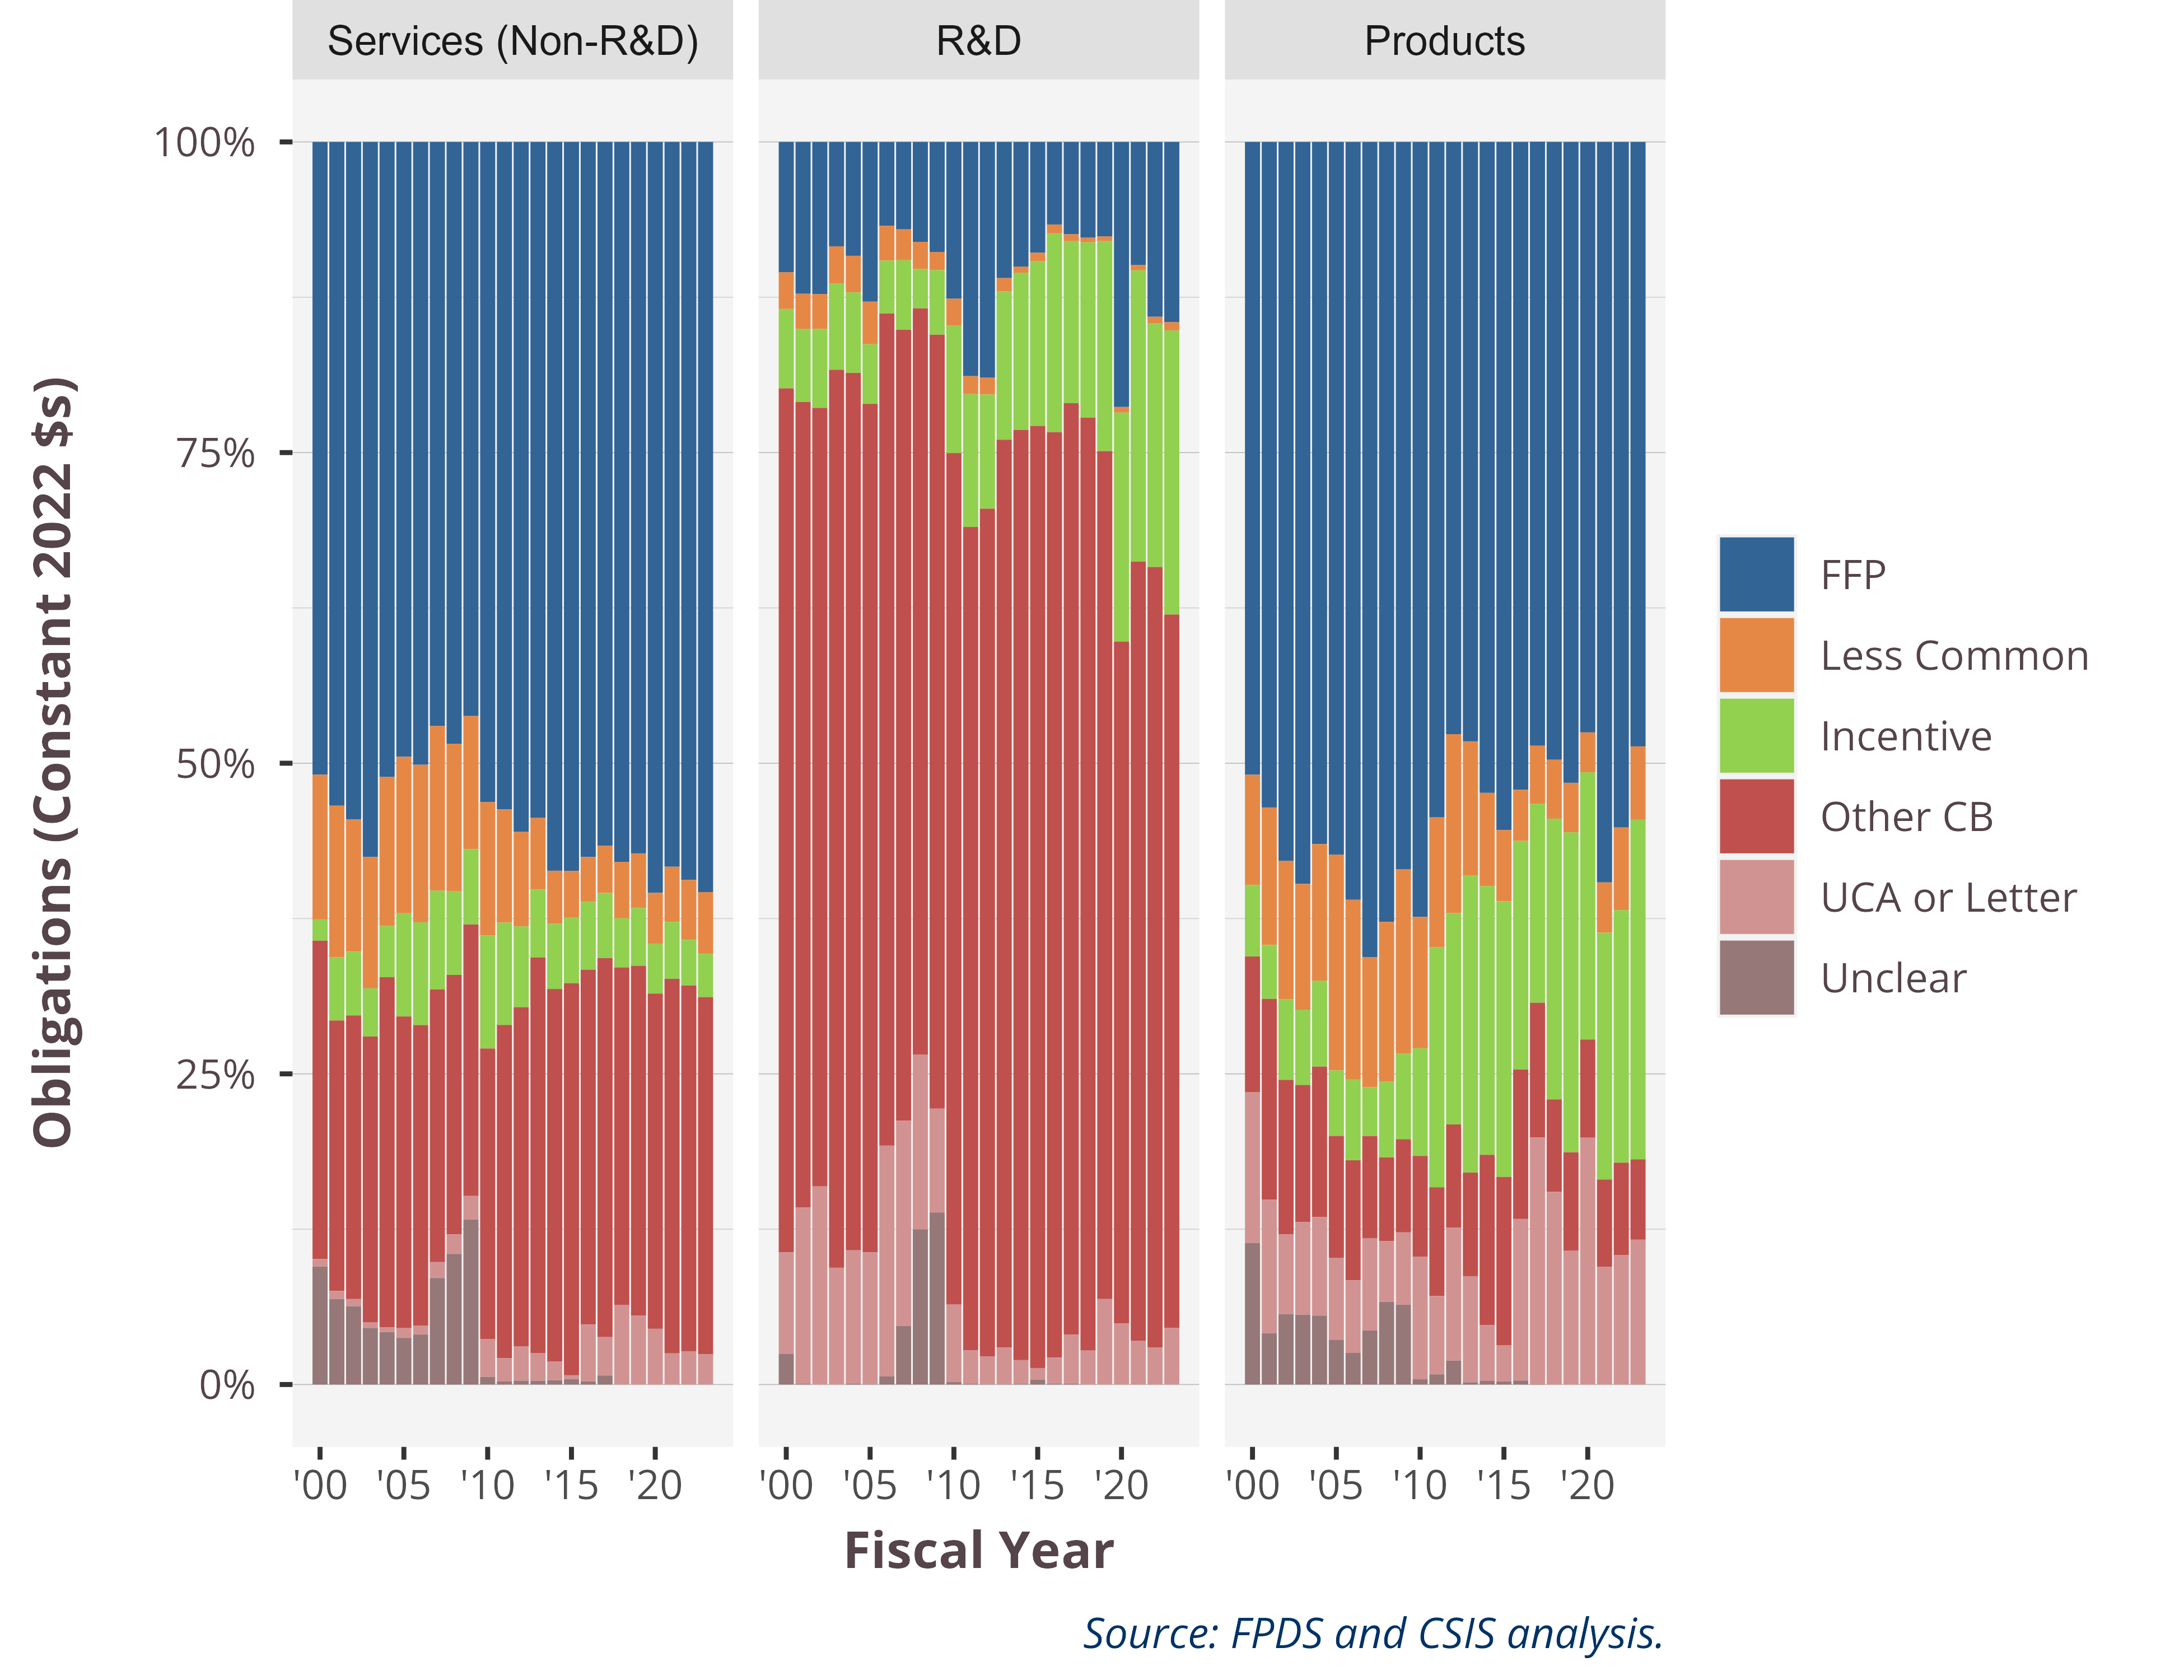 Services (Non-R&D)
R&D
Products
Obligations (Constant 2022 $s)
100%
75%
50%
25%
0%
FFP
Less Common
Incentive
Other CB
UCA or Letter
Unclear
'00 '05 '10 '15 '20
'00 '05 '10 '15 '20
'00 '05 '10 '15 '20
Fiscal Year
Source: FPDS and CSIS analysis.